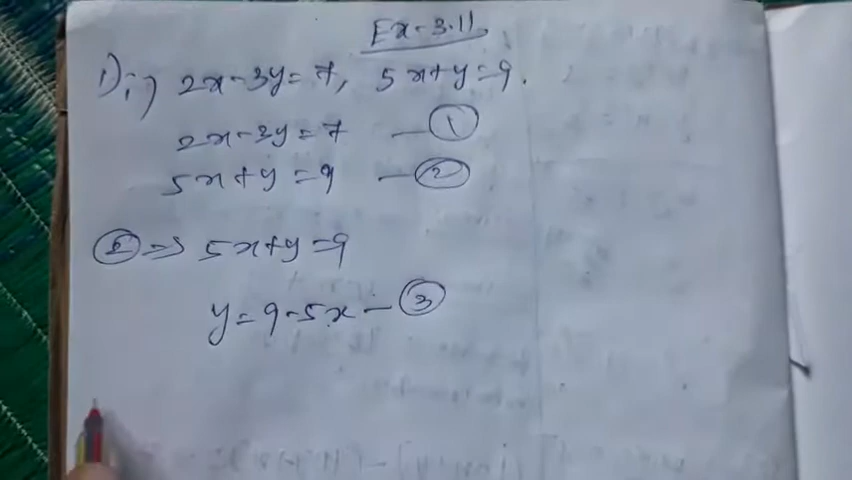 Ex-3.11.
1) i) 2x-3y=7, 5x+y=9.
2x-3y=7 — ①
5x+y=9 — ②
② => 5x+y=9
y=9-5x — ③